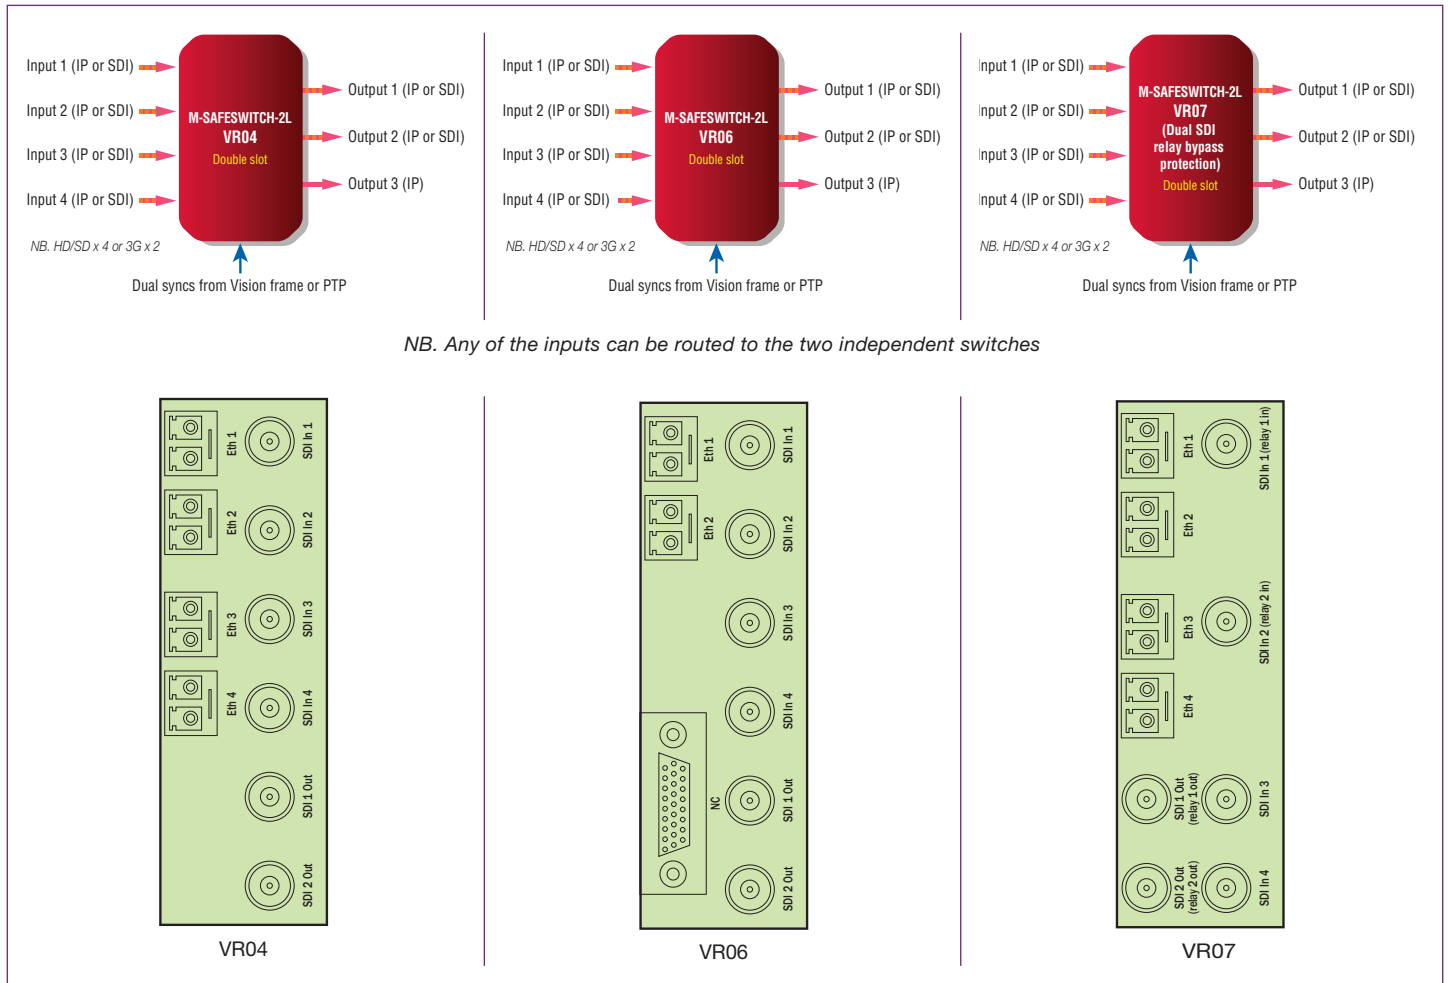 Input 1 (IP or SDI)
Input 2 (IP or SDI)
Input 3 (IP or SDI)
Input 4 (IP or SDI)
M-SAFESWITCH-2L
VR04
Double slot
Output 1 (IP or SDI)
Output 2 (IP or SDI)
Output 3 (IP)
NB. HD/SD x 4 or 3G x 2
Dual syncs from Vision frame or PTP
Input 1 (IP or SDI)
Input 2 (IP or SDI)
Input 3 (IP or SDI)
Input 4 (IP or SDI)
M-SAFESWITCH-2L
VR06
Double slot
Output 1 (IP or SDI)
Output 2 (IP or SDI)
Output 3 (IP)
NB. HD/SD x 4 or 3G x 2
Dual syncs from Vision frame or PTP
Input 1 (IP or SDI)
Input 2 (IP or SDI)
Input 3 (IP or SDI)
Input 4 (IP or SDI)
M-SAFESWITCH-2L
VR07
(Dual SDI
relay bypass
protection)
Double slot
Output 1 (IP or SDI)
Output 2 (IP or SDI)
Output 3 (IP)
NB. HD/SD x 4 or 3G x 2
Dual syncs from Vision frame or PTP
NB. Any of the inputs can be routed to the two independent switches
Eth 1
SDI In 1
Eth 2
SDI In 2
Eth 3
SDI In 3
Eth 4
SDI In 4
SDI 1 Out
SDI 2 Out
VR04
Eth 1
SDI In 1
Eth 2
SDI In 2
SDI In 3
SDI In 4
NC
SDI 1 Out
SDI 2 Out
VR06
Eth 1
SDI In 1 (relay 1 in)
Eth 2
Eth 3
SDI In 2 (relay 2 in)
Eth 4
SDI 1 Out
(relay 1 out)
SDI In 3
SDI 2 Out
(relay 2 out)
SDI In 4
VR07